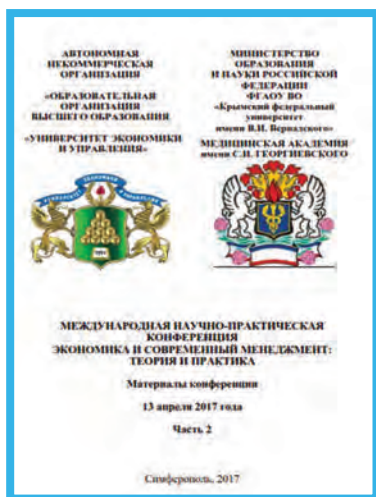 АВТОНОМНАЯ
НЕКОММЕРЧЕСКАЯ
ОРГАНИЗАЦИЯ
«ОБРАЗОВАТЕЛЬНАЯ
ОРГАНИЗАЦИЯ
ВЫСШЕГО ОБРАЗОВАНИЯ
«УНИВЕРСИТЕТ ЭКОНОМИКИ
И УПРАВЛЕНИЯ»
МИНИСТЕРСТВО
ОБРАЗОВАНИЯ
И НАУКИ РОССИЙСКОЙ
ФЕДЕРАЦИИ
ФГАОУ ВО
«Крымский федеральный
университет
имени В.И. Вернадского»
МЕДИЦИНСКАЯ АКАДЕМИЯ
имени С.И. ГЕОРГИЕВСКОГО
МЕЖДУНАРОДНАЯ НАУЧНО-ПРАКТИЧЕСКАЯ
КОНФЕРЕНЦИЯ
ЭКОНОМИКА И СОВРЕМЕННЫЙ МЕНЕДЖМЕНТ:
ТЕОРИЯ И ПРАКТИКА
Материалы конференции
13 апреля 2017 года
Часть 2
Симферополь, 2017